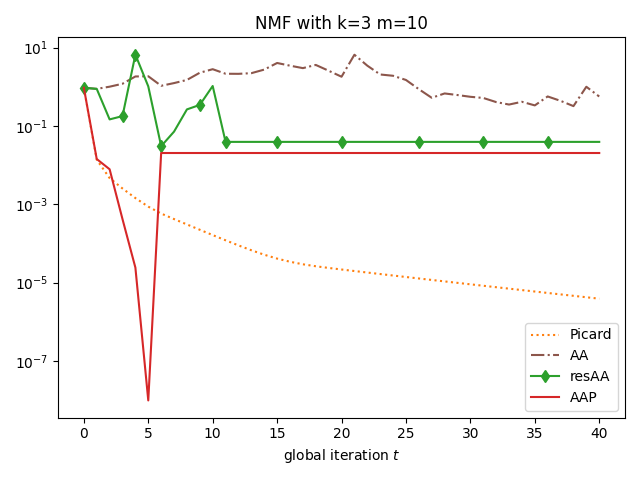 NMF with k=3 m=10
10^1
10^-1
10^-3
10^-5
10^-7
Picard
AA
resAA
AAP
0 5 10 15 20 25 30 35 40
global iteration t